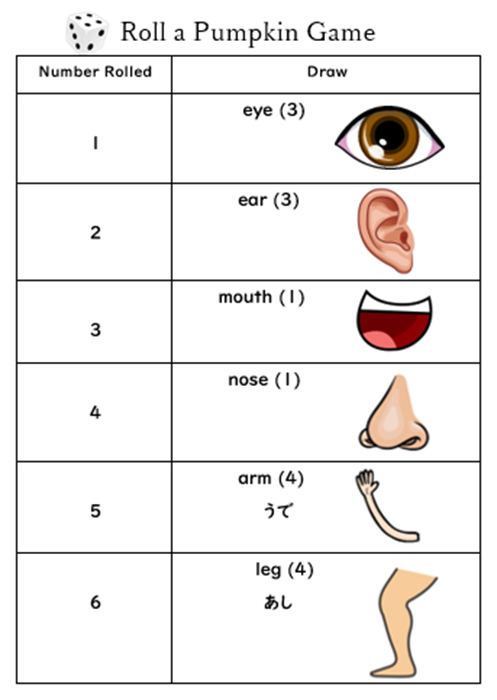 Roll a Pumpkin Game
Number Rolled Draw
1 eye (3)
2 ear (3)
3 mouth (1)
4 nose (1)
5 arm (4)
うで
6 leg (4)
あし